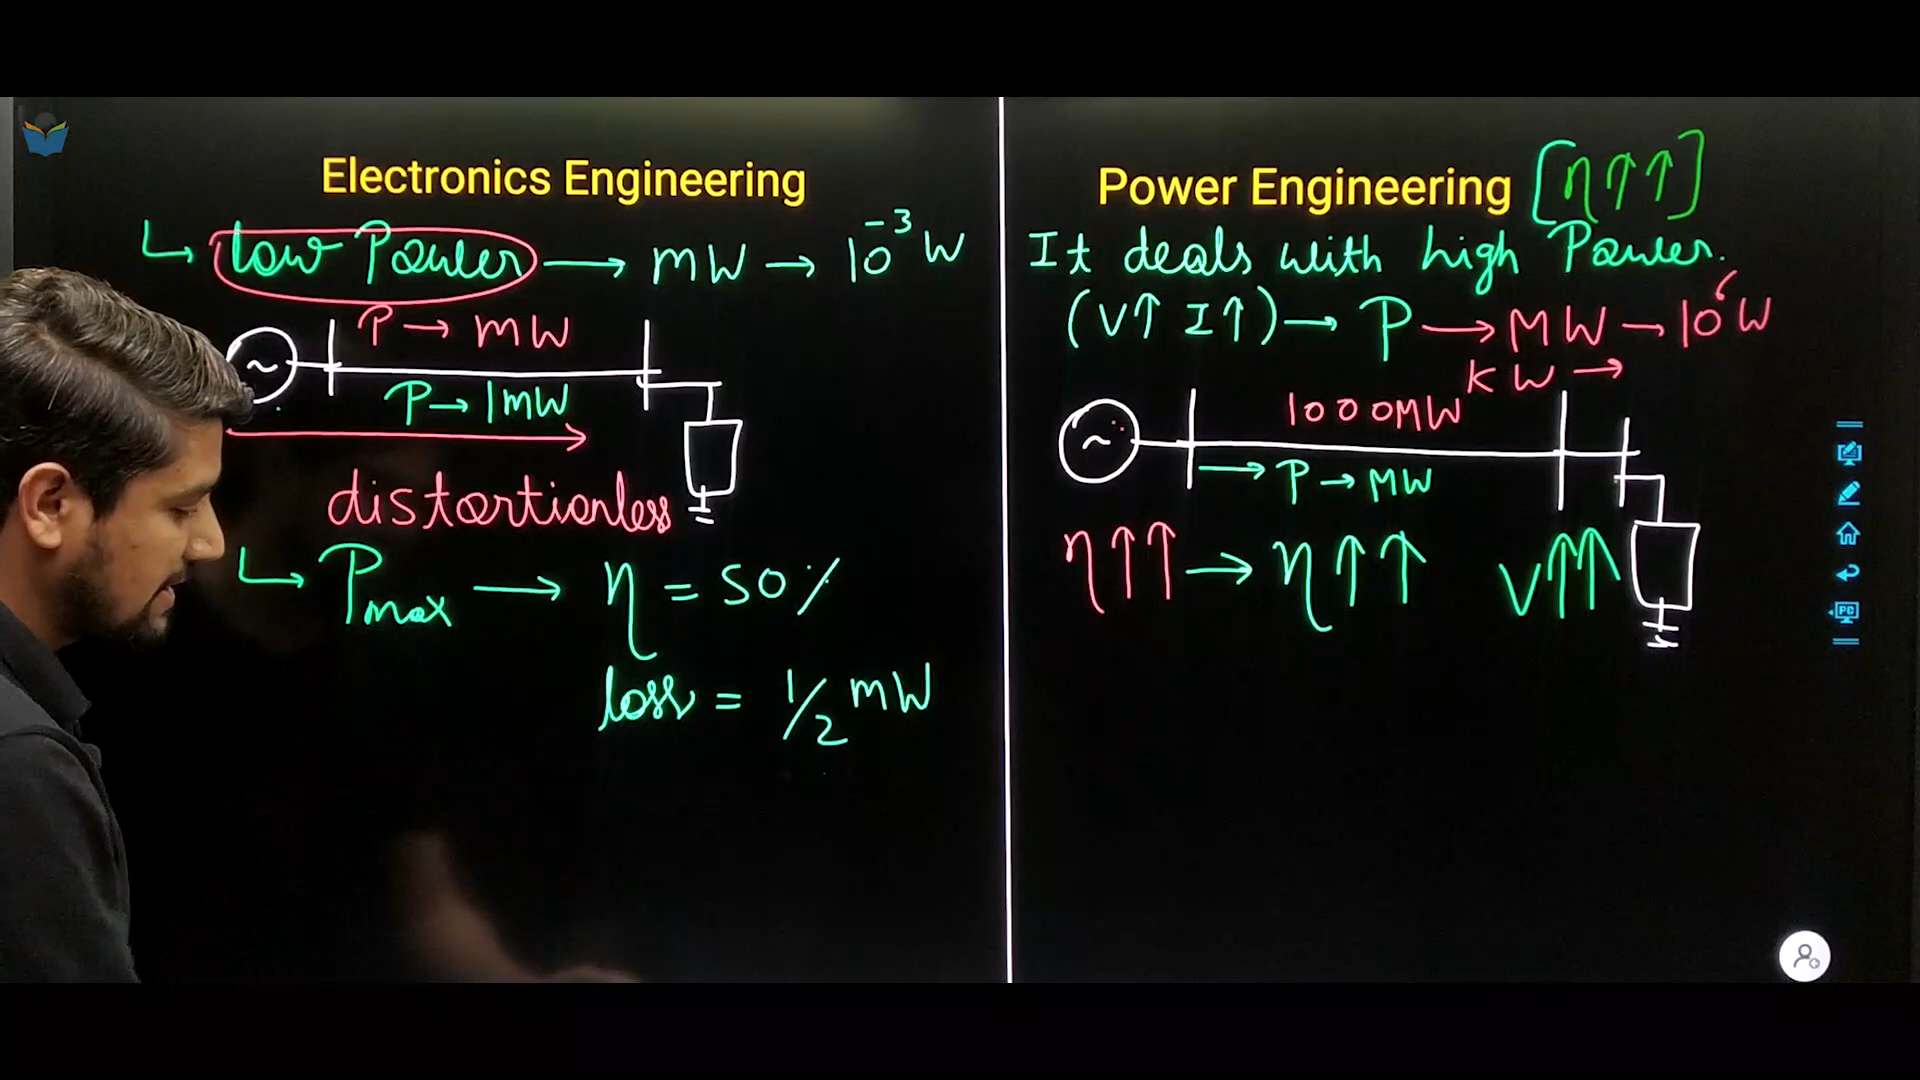 Electronics Engineering
↳ low Power → mW → 10⁻³ W
P → mW
~
P → 1mW
distortionless
↳ Pmax → η = 50%
loss = 1/2 mW
Power Engineering [η↑↑]
It deals with high Power.
(V↑ I↑) → P → MW → 10⁶ W
KW →
1000MW
~
→ P → MW
η↑↑ → η↑↑ V↑↑
PC